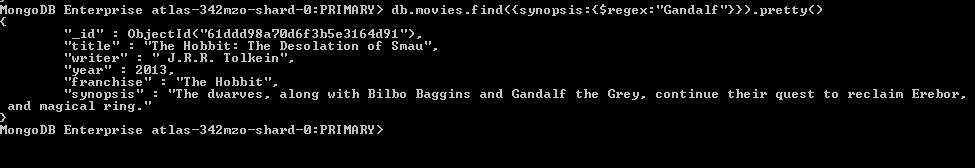 MongoDB Enterprise atlas-342mzo-shard-0:PRIMARY> db.movies.find({synopsis:{$regex:"Gandalf"}}).pretty()
{
"_id" : ObjectId("61ddd98a70d6f3b5e3164d91"),
"title" : "The Hobbit: The Desolation of Smau",
"writer" : " J.R.R. Tolkein",
"year" : 2013,
"franchise" : "The Hobbit",
"synopsis" : "The dwarves, along with Bilbo Baggins and Gandalf the Grey, continue their quest to reclaim Erebor,
and magical ring."
}
MongoDB Enterprise atlas-342mzo-shard-0:PRIMARY>